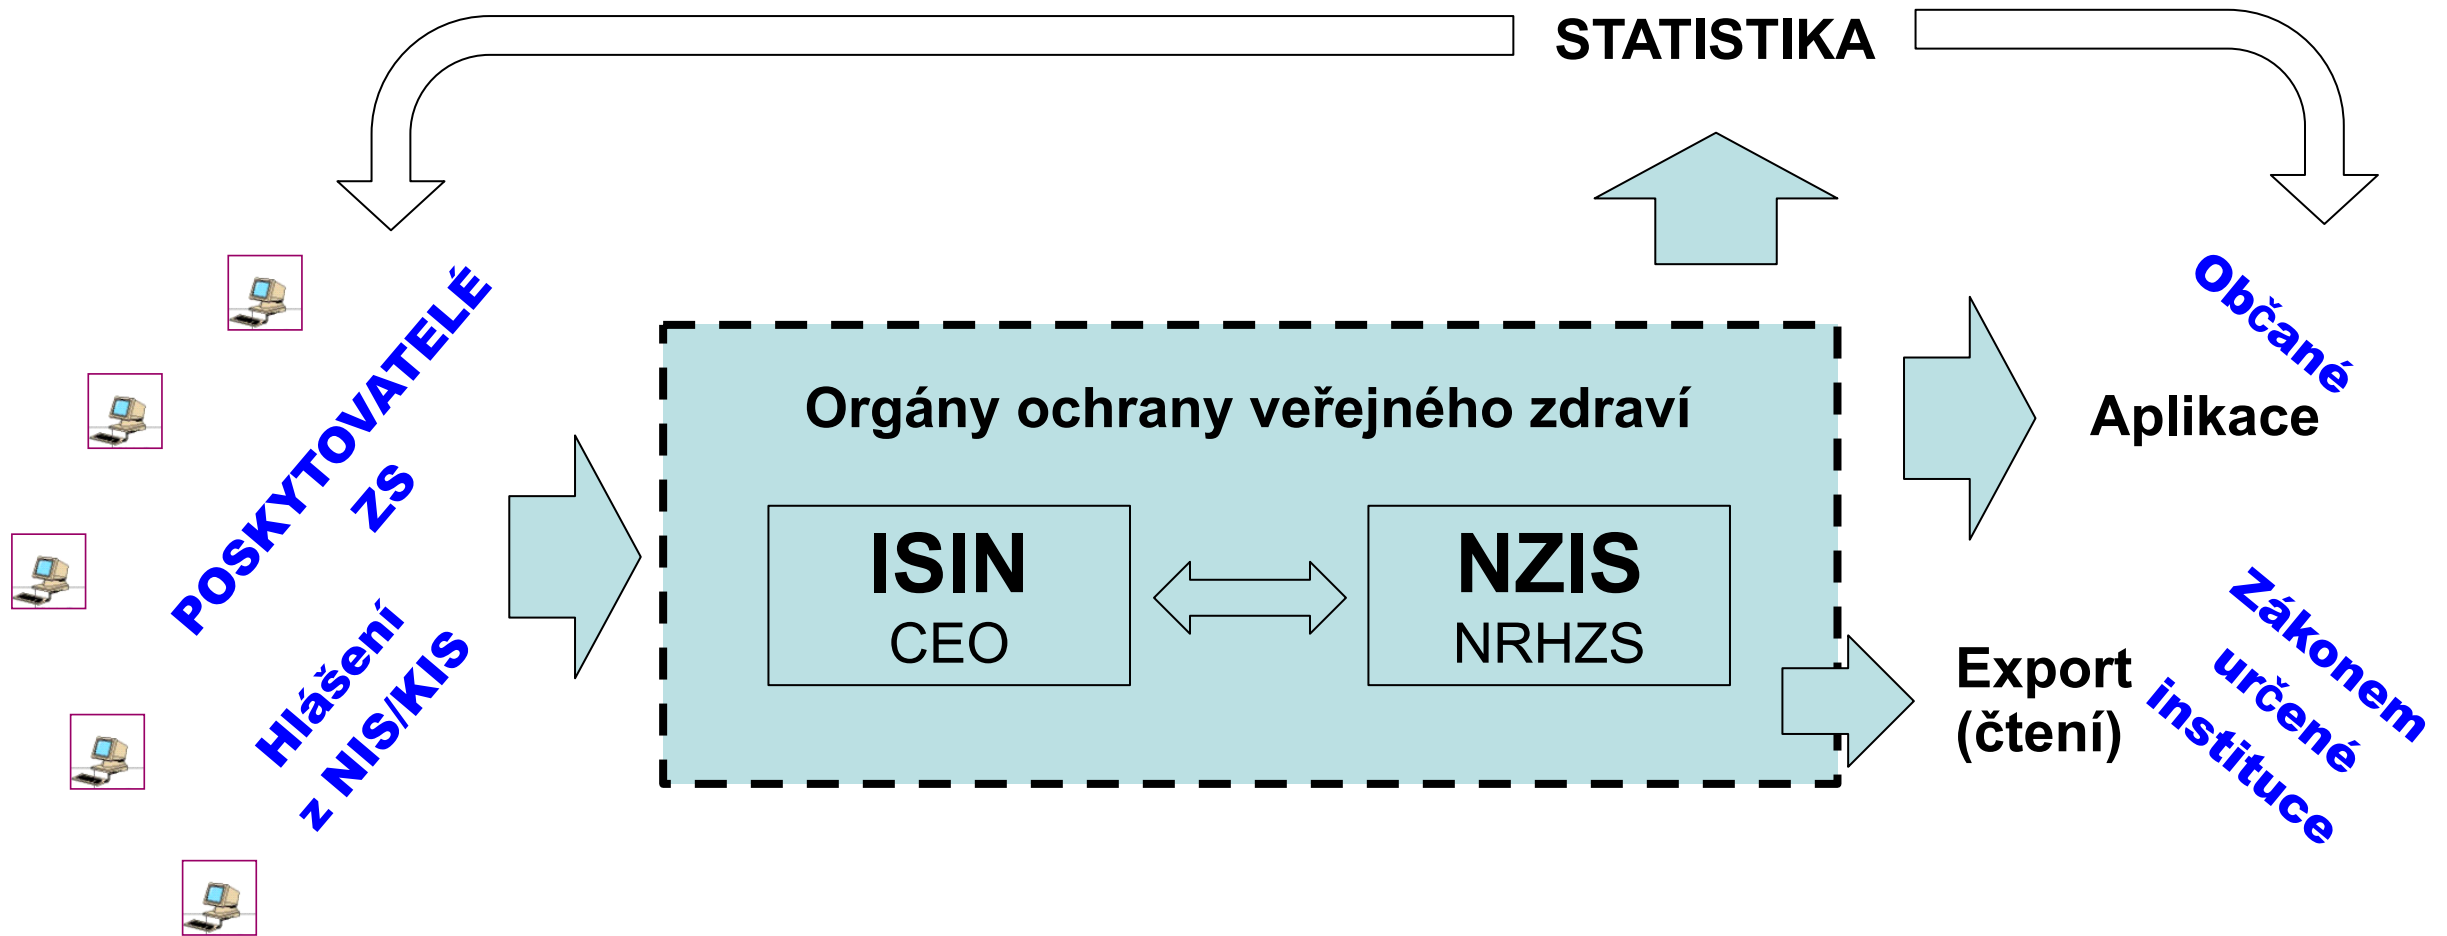 STATISTIKA
POSKYTOVATELÉ
ZS
Hlášení
z NIS/KIS
Orgány ochrany veřejného zdraví
ISIN
CEO
NZIS
NRHZS
Občané
Aplikace
Export
(čtení)
Zákonem
určené
instituce